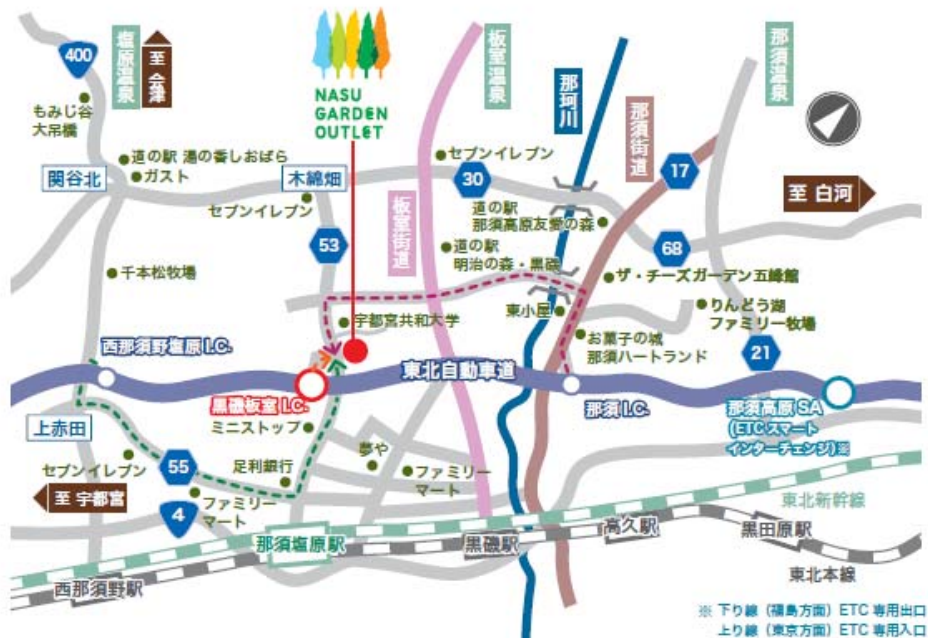 400
塩原温泉
至 会津
NASU
GARDEN
OUTLET
板室温泉
那珂川
那須街道
那須温泉
もみじ谷
大吊橋
道の駅 湯の香しおばら
ガスト
関谷北
木綿畑
セブンイレブン
セブンイレブン
30
17
至 白河
53
板室街道
道の駅
那須高原友愛の森
68
道の駅
明治の森・黒磯
千本松牧場
ザ・チーズガーデン五峰館
宇都宮共和大学
東小屋
りんどう湖
ファミリー牧場
お菓子の城
那須ハートランド
21
西那須野塩原I.C.
東北自動車道
黒磯板室I.C.
那須I.C.
那須高原SA
(ETCスマート
インターチェンジ)※
上赤田
ミニストップ
セブンイレブン
55
足利銀行
夢や
ファミリー
マート
至 宇都宮
4
ファミリー
マート
東北新幹線
那須塩原駅
黒磯駅
高久駅
黒田原駅
西那須野駅
東北本線
※ 下り線（福島方面）ETC 専用出口
上り線（東京方面）ETC 専用入口